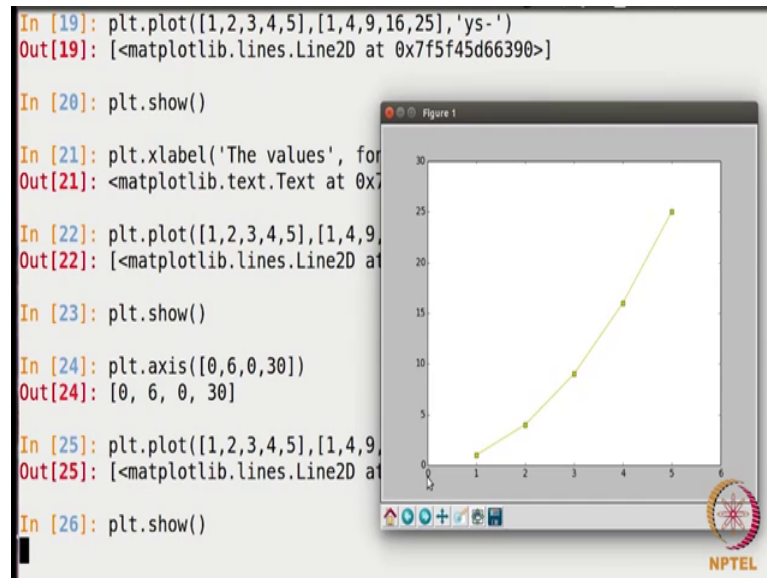 In [19]: plt.plot([1,2,3,4,5],[1,4,9,16,25],'ys-')
Out[19]: [<matplotlib.lines.Line2D at 0x7f5f45d66390>]
In [20]: plt.show()
Figure 1
In [21]: plt.xlabel('The values', for
Out[21]: <matplotlib.text.Text at 0x7
In [22]: plt.plot([1,2,3,4,5],[1,4,9,
Out[22]: [<matplotlib.lines.Line2D at
In [23]: plt.show()
In [24]: plt.axis([0,6,0,30])
Out[24]: [0, 6, 0, 30]
In [25]: plt.plot([1,2,3,4,5],[1,4,9,
Out[25]: [<matplotlib.lines.Line2D at
In [26]: plt.show()
30
25
20
15
10
5
0
0 1 2 3 4 5 6
NPTEL